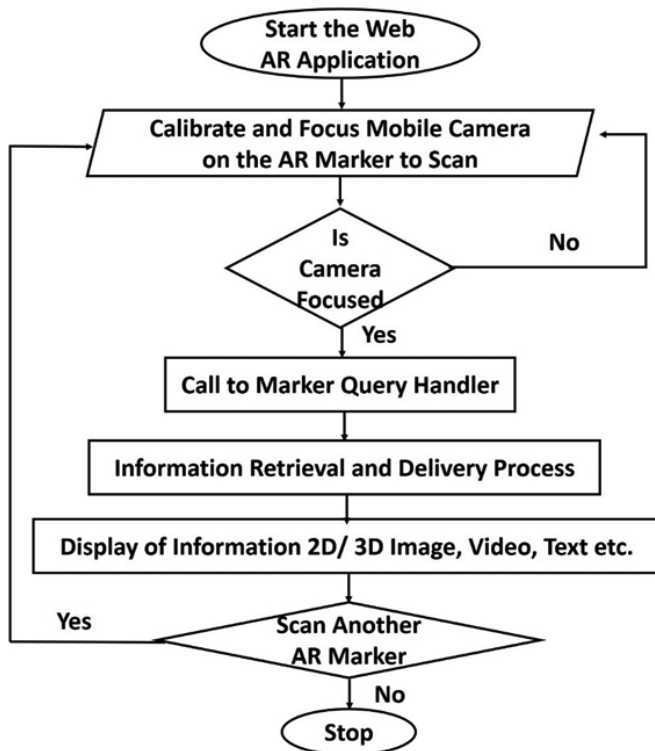 Start the Web
AR Application
Calibrate and Focus Mobile Camera
on the AR Marker to Scan
Is
Camera
Focused
No
Yes
Call to Marker Query Handler
Information Retrieval and Delivery Process
Display of Information 2D/ 3D Image, Video, Text etc.
Yes
Scan Another
AR Marker
No
Stop